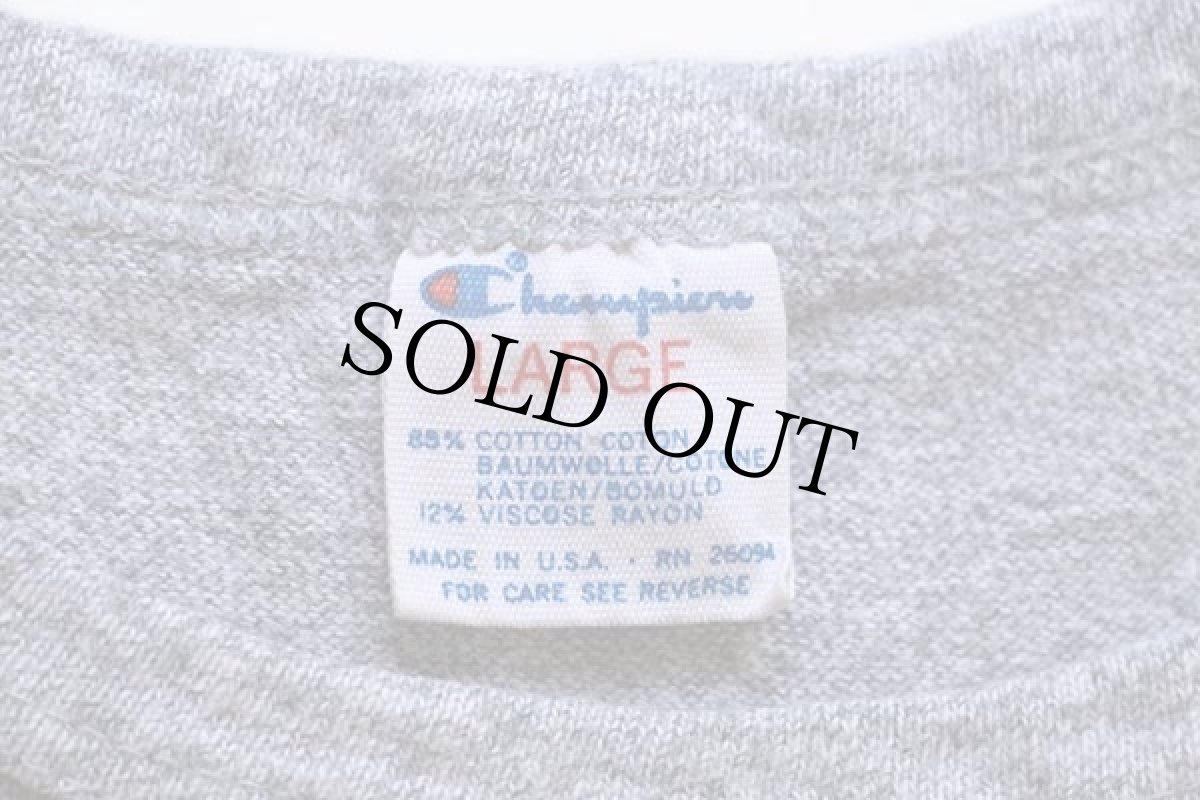 Champion®
LARGE
SOLD OUT
88% COTTON COTON
BAUMWOLLE/COTONE
KATOEN/BOMULD
12% VISCOSE RAYON
MADE IN U.S.A. · RN 26094
FOR CARE SEE REVERSE